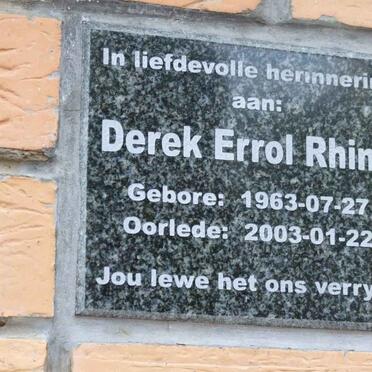 In liefdevolle herinnerin
aan:
Derek Errol Rhin
Gebore: 1963-07-27
Oorlede: 2003-01-22
Jou lewe het ons verry